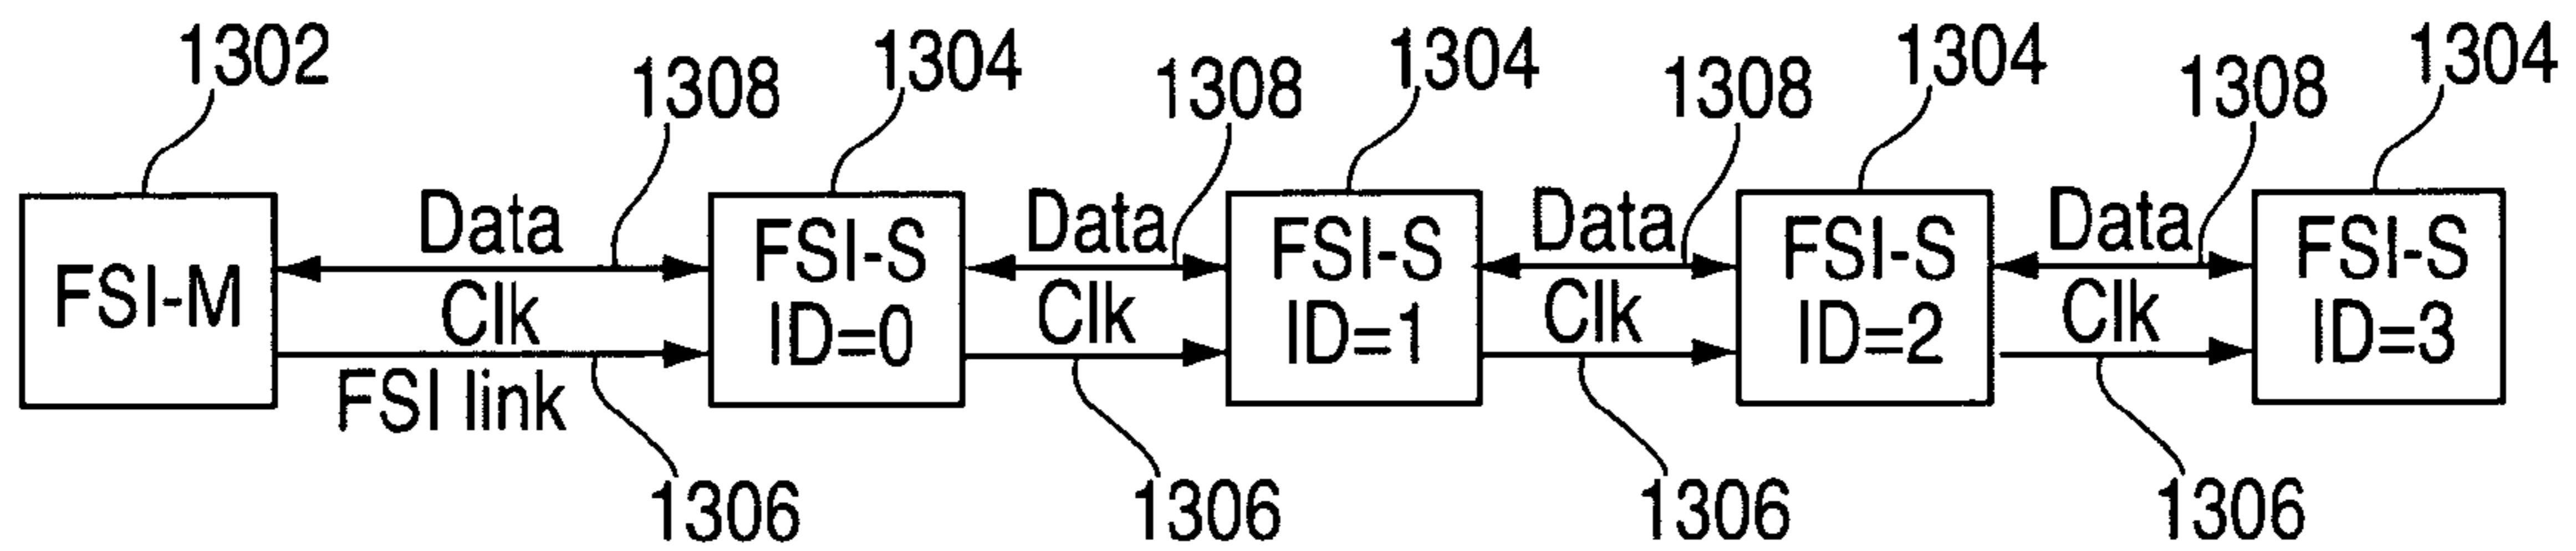 1302
1308
1304
1308
1304
1308
1304
1308
1304
FSI-M
Data
Clk
FSI link
FSI-S
ID=0
Data
Clk
FSI-S
ID=1
Data
Clk
FSI-S
ID=2
Data
Clk
FSI-S
ID=3
1306
1306
1306
1306